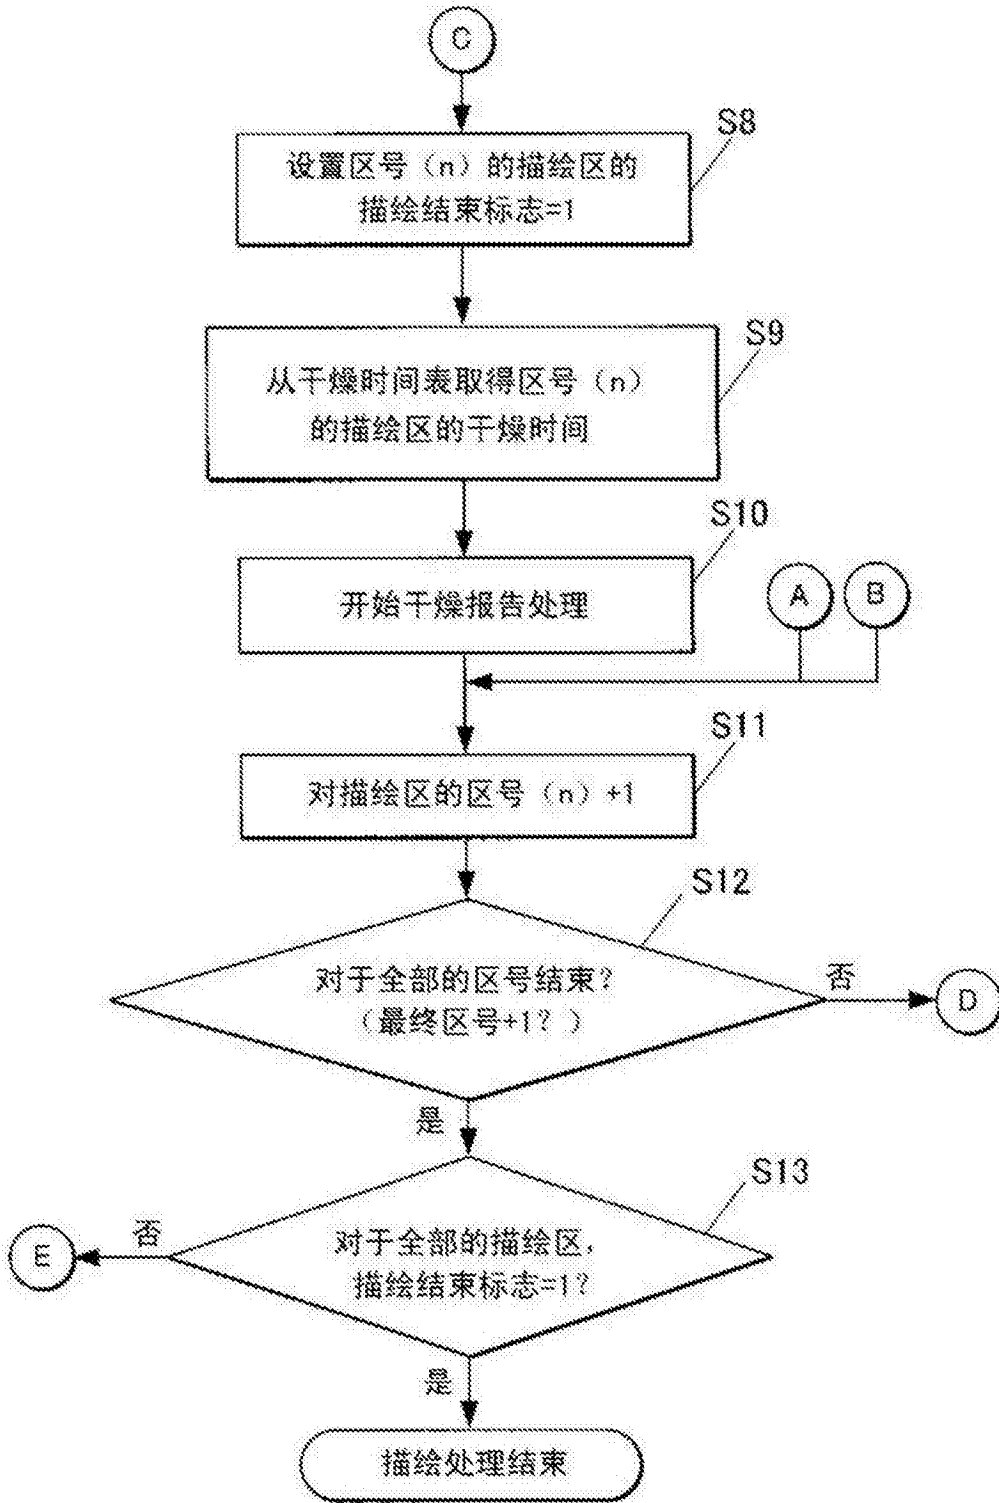 C
S8
设置区号（n）的描绘区的
描绘结束标志=1
S9
从干燥时间表取得区号（n）
的描绘区的干燥时间
S10
开始干燥报告处理
A
B
S11
对描绘区的区号（n）+1
S12
对于全部的区号结束？
（最终区号+1？）
否
D
是
S13
对于全部的描绘区，
描绘结束标志=1？
否
E
是
描绘处理结束